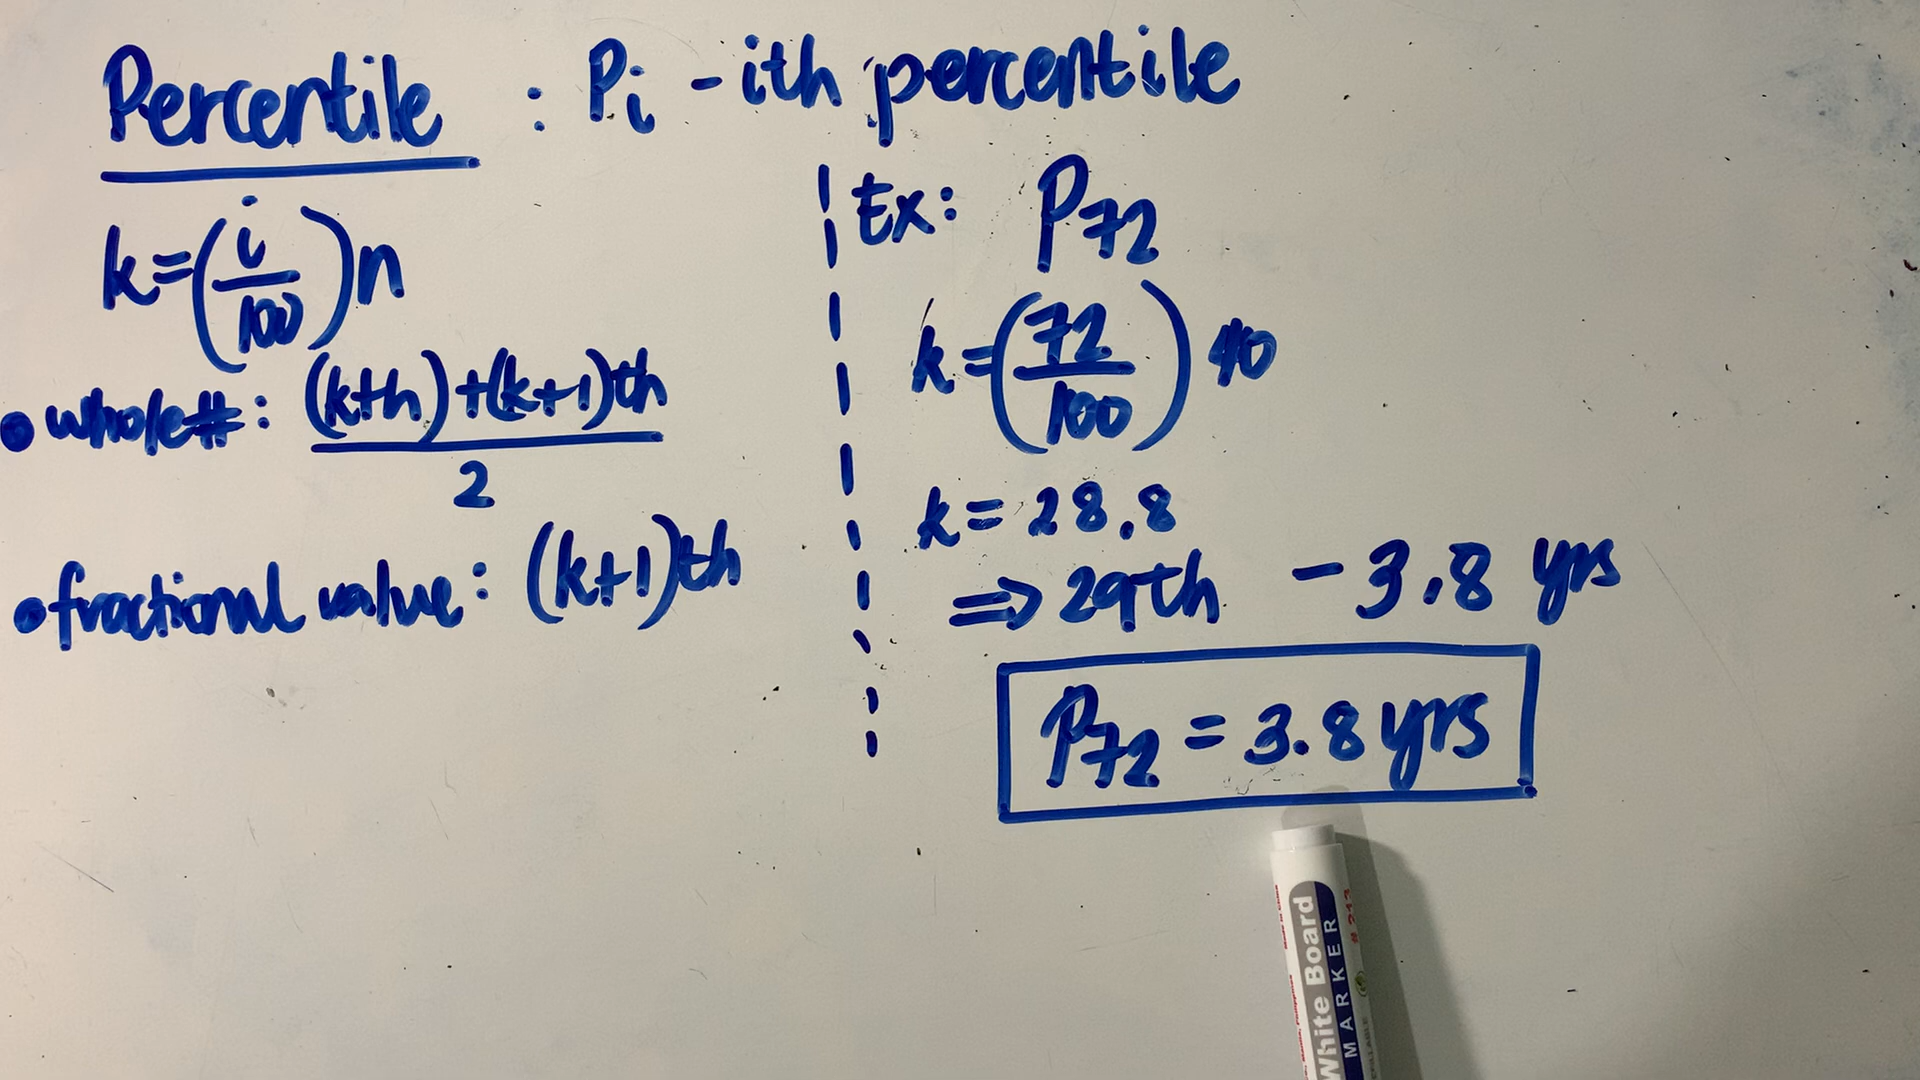 Percentile : Pi - ith percentile
k=(i/100)n
• whole#: (kth)+(k+1)th
2
• fractional value: (k+1)th
Ex: P72
k=(72/100)40
k=28.8
⇒ 29th - 3.8 yrs
P72 = 3.8 yrs
White Board
MARKER
# 213